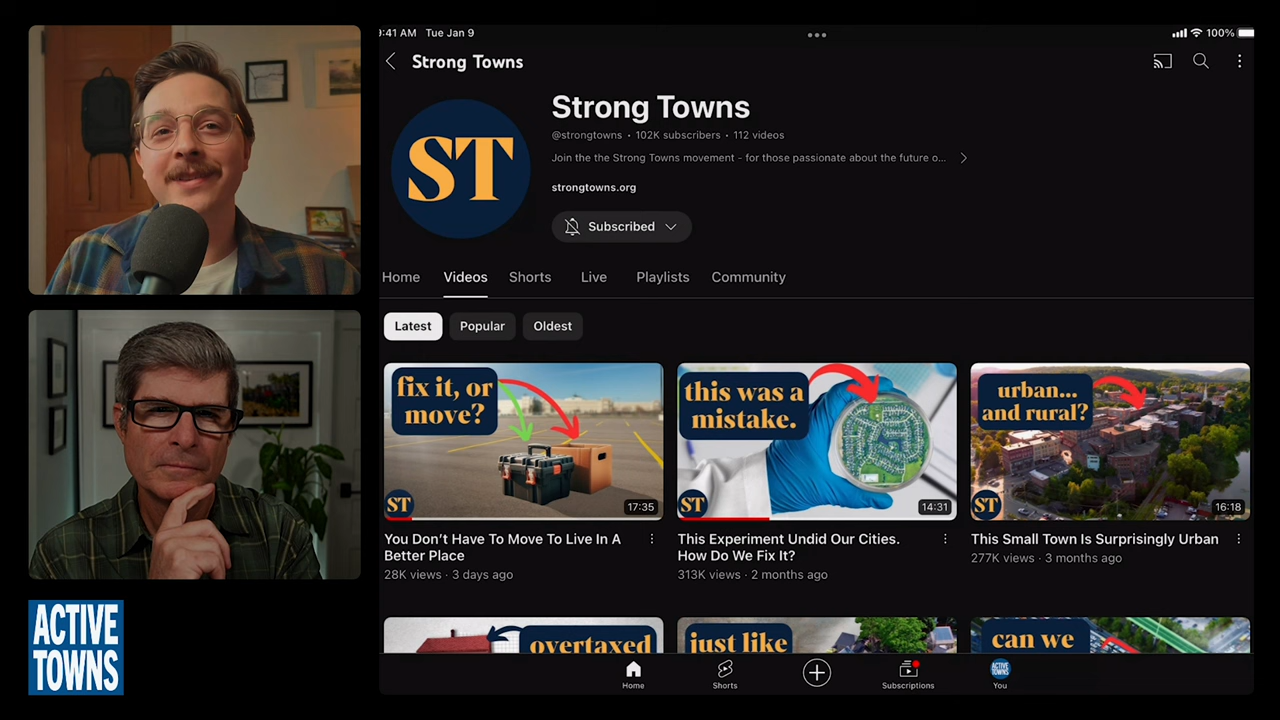 :41 AM Tue Jan 9
100%
Strong Towns
ST
Strong Towns
@strongtowns • 102K subscribers • 112 videos
Join the the Strong Towns movement - for those passionate about the future o...
strongtowns.org
Subscribed
Home Videos Shorts Live Playlists Community
Latest Popular Oldest
fix it, or
move?
ST
17:35
this was a
mistake.
ST
14:31
urban...
and rural?
ST
16:18
You Don't Have To Move To Live In A
Better Place
28K views · 3 days ago
This Experiment Undid Our Cities.
How Do We Fix It?
313K views · 2 months ago
This Small Town Is Surprisingly Urban
277K views · 3 months ago
overtaxed
just like
can we
Home
Shorts
Subscriptions
ACTIVE
TOWNS
You
ACTIVE
TOWNS